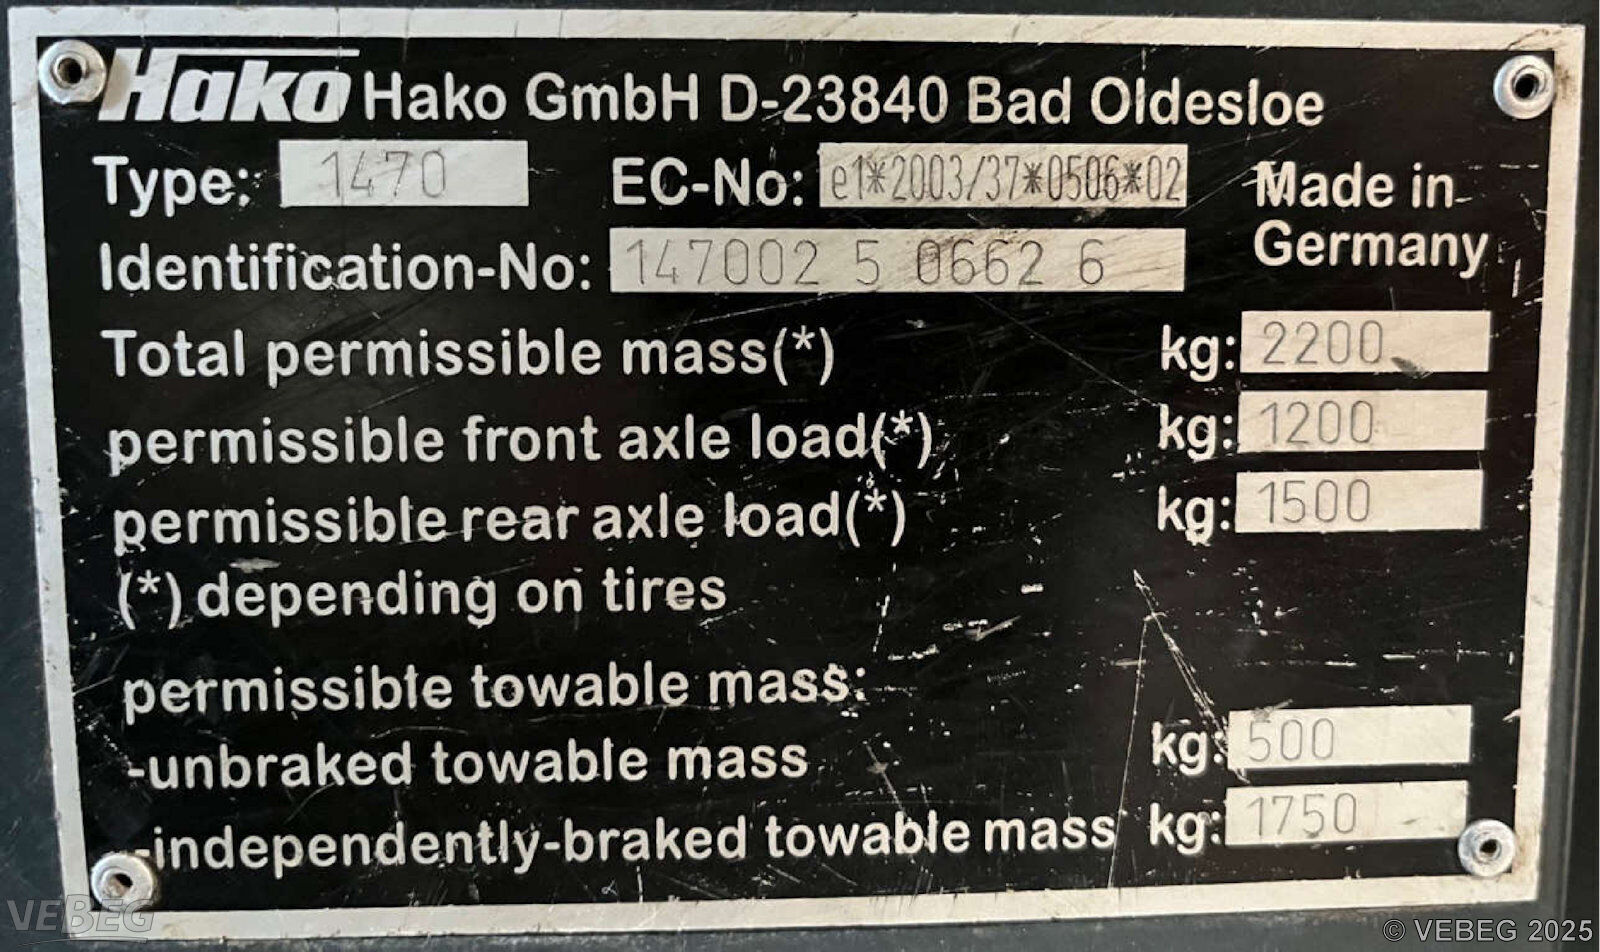 Hako Hako GmbH D-23840 Bad Oldesloe
Type: 1470 EC-No: e1*2003/37*0506*02 Made in Germany
Identification-No: 147002 5 0662 6
Total permissible mass(*) kg: 2200
permissible front axle load(*) kg: 1200
permissible rear axle load(*) kg: 1500
(*) depending on tires
permissible towable mass:
-unbraked towable mass kg: 500
-independently-braked towable mass kg: 1750
VEBEG
© VEBEG 2025